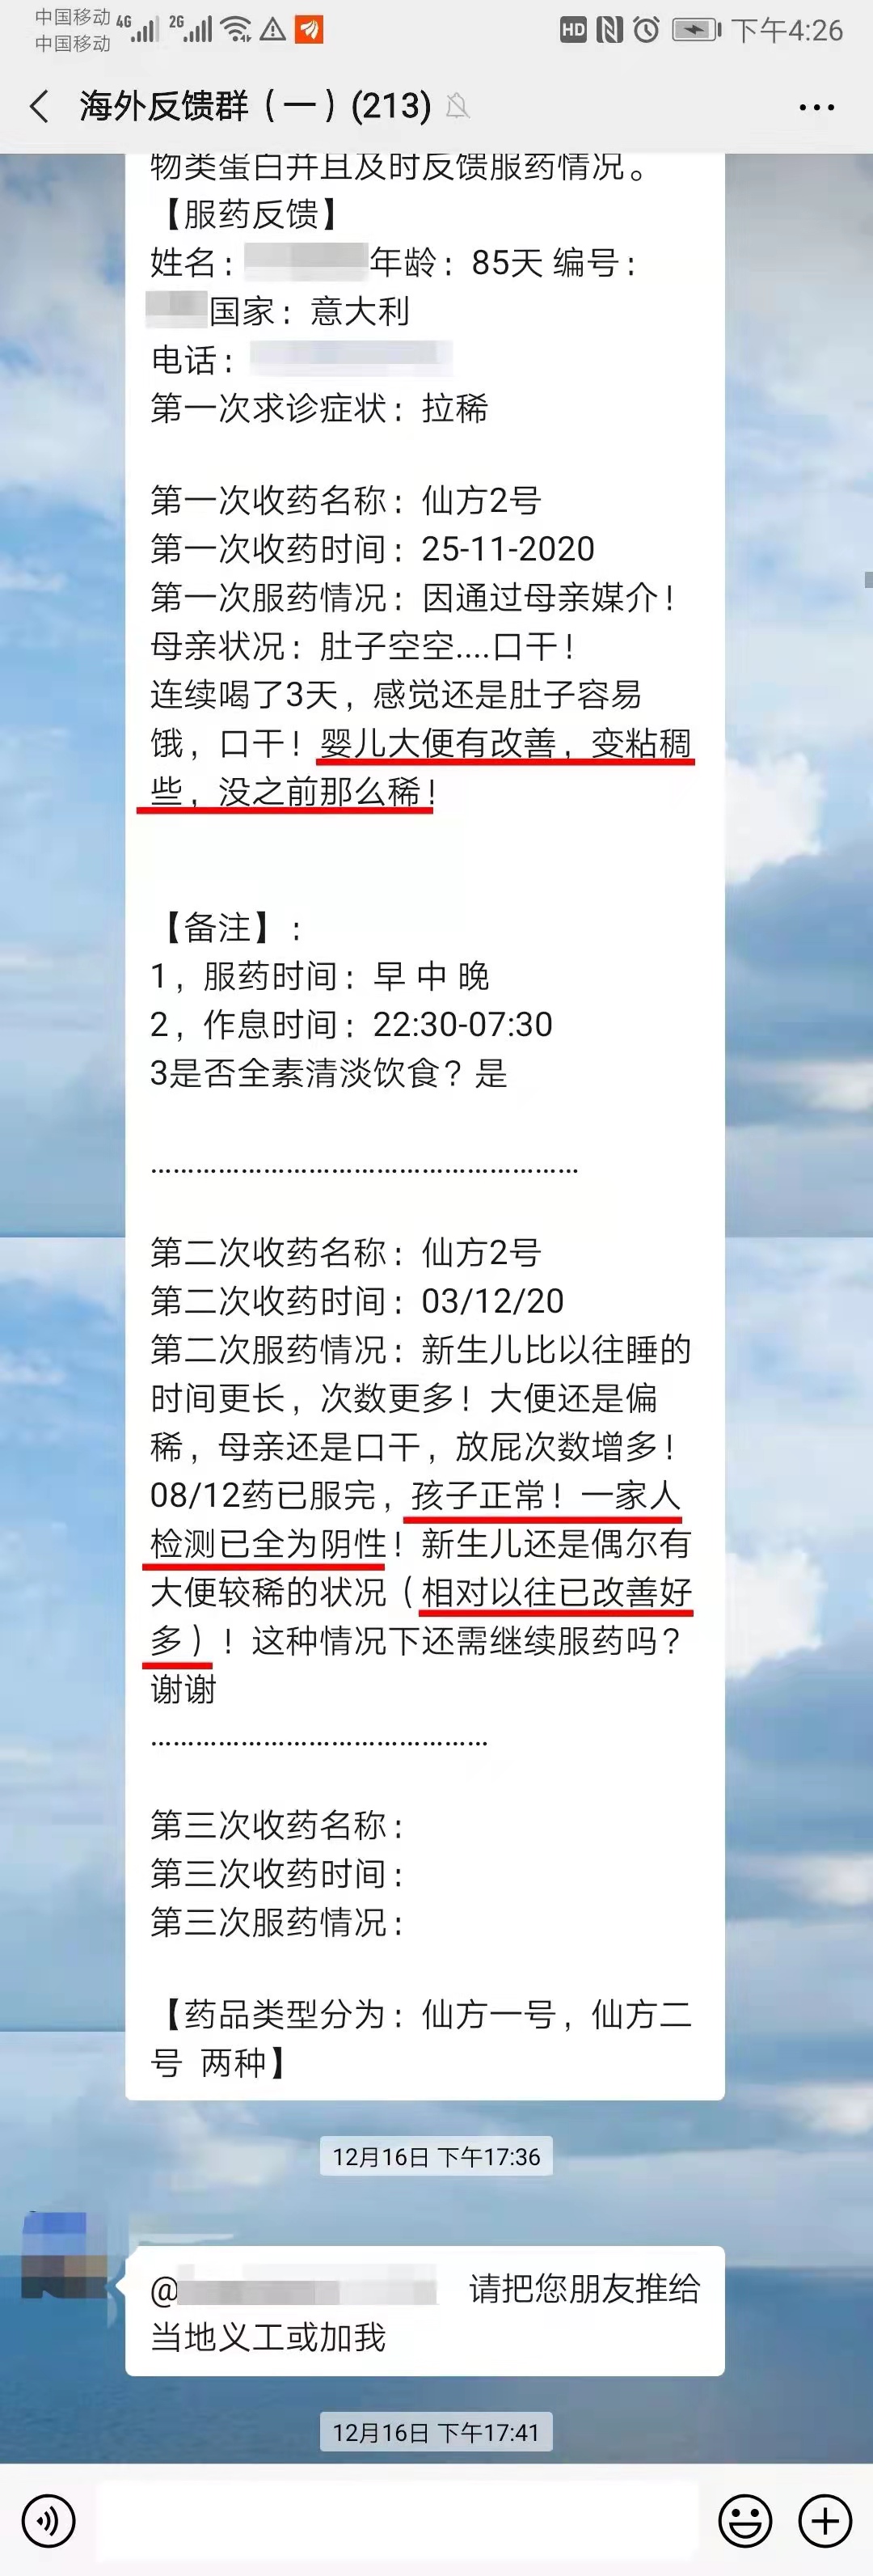 中国移动 4G 2G HD 下午4:26
中国移动
海外反馈群（一）(213)
物类蛋白并且及时反馈服药情况。
【服药反馈】
姓名： 年龄：85天 编号：
国家：意大利
电话：
第一次求诊症状：拉稀
第一次收药名称：仙方2号
第一次收药时间：25-11-2020
第一次服药情况：因通过母亲媒介！
母亲状况：肚子空空....口干！
连续喝了3天，感觉还是肚子容易
饿，口干！婴儿大便有改善，变粘稠
些，没之前那么稀！
【备注】：
1，服药时间：早 中 晚
2，作息时间：22:30-07:30
3是否全素清淡饮食？是
…………………………………………………
第二次收药名称：仙方2号
第二次收药时间：03/12/20
第二次服药情况：新生儿比以往睡的
时间更长，次数更多！大便还是偏
稀，母亲还是口干，放屁次数增多！
08/12药已服完，孩子正常！一家人
检测已全为阴性！新生儿还是偶尔有
大便较稀的状况（相对以往已改善好
多）！这种情况下还需继续服药吗？
谢谢
………………………………………
第三次收药名称：
第三次收药时间：
第三次服药情况：
【药品类型分为：仙方一号，仙方二
号 两种】
12月16日 下午17:36
@ 请把您朋友推给
当地义工或加我
12月16日 下午17:41